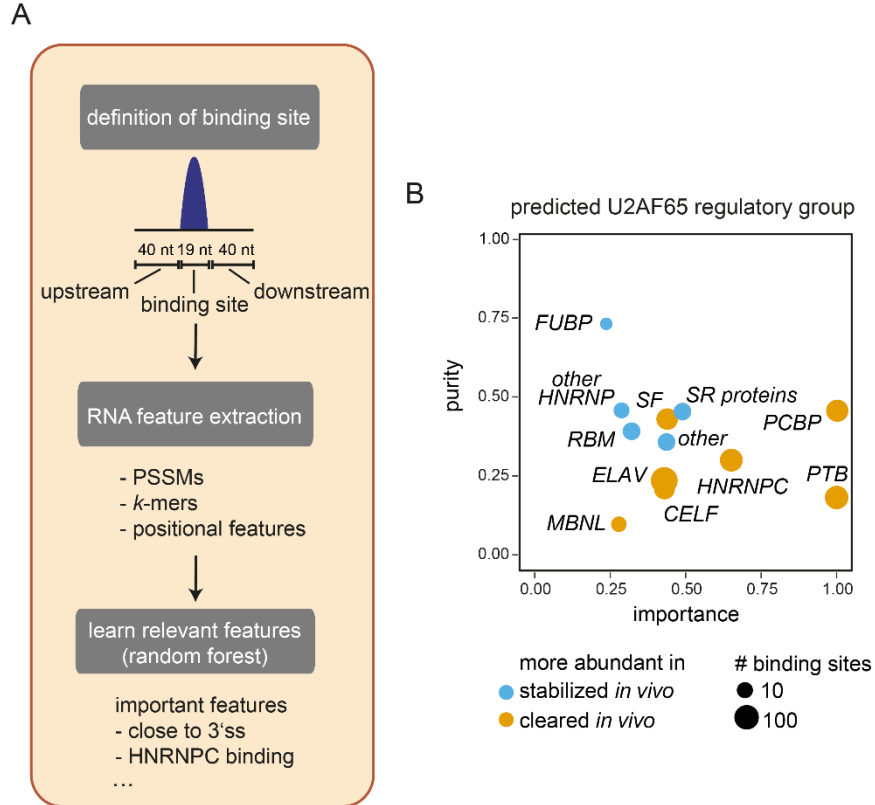 A
definition of binding site
40 nt 19 nt 40 nt
upstream
binding site
downstream
RNA feature extraction
- PSSMs
- k-mers
- positional features
learn relevant features
(random forest)
important features
- close to 3‘ss
- HNRNPC binding
...
B
predicted U2AF65 regulatory group
1.00
0.75
0.50
0.25
0.00
purity
FUBP
other
HNRNP
SF
SR proteins
PCBP
RBM
other
ELAV
HNRNPC
PTB
CELF
MBNL
0.00 0.25 0.50 0.75 1.00
importance
more abundant in
stabilized in vivo
cleared in vivo
# binding sites
10
100